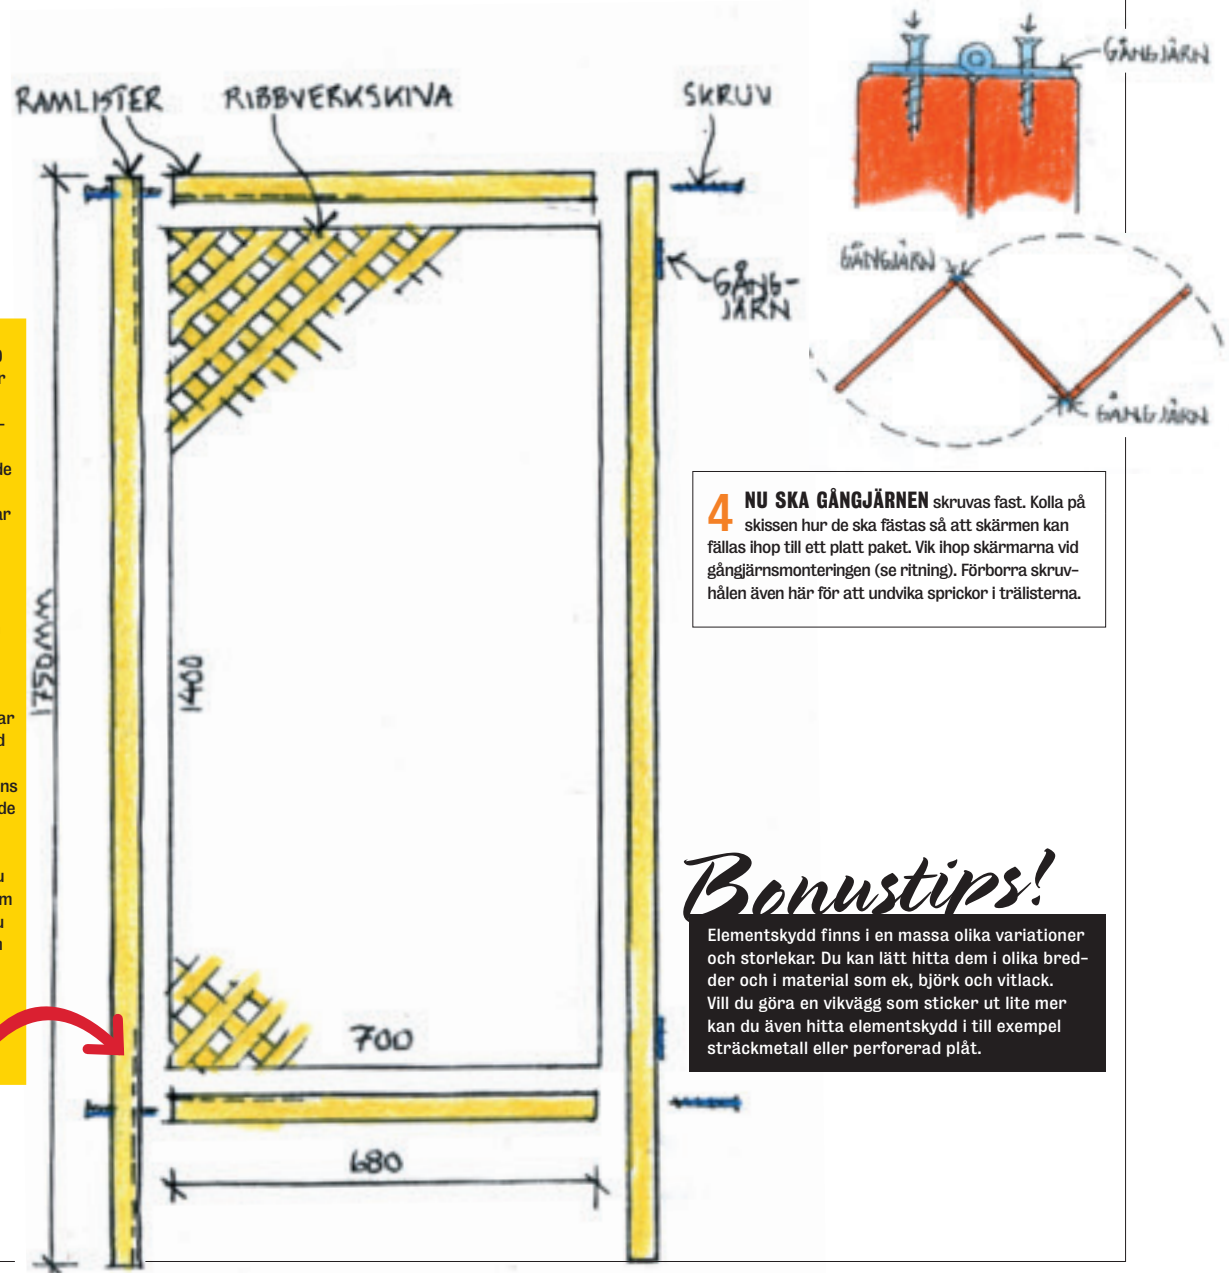 RAMLISTER
RIBBVERKSKIVA
SKRUV
GÅNGJÄRN
GÅNG-
JÄRN
GÅNGJÄRN
GÅNGJÄRN
1750MM
1400
700
680
4 NU SKA GÅNGJÄRNEN skruvas fast. Kolla på
skissen hur de ska fästas så att skärmen kan
fällas ihop till ett platt paket. Vik ihop skärmarna vid
gångjärnsmonteringen (se ritning). Förborra skruv-
hålen även här för att undvika sprickor i trälisterna.
Bonustips!
Elementskydd finns i en massa olika variationer
och storlekar. Du kan lätt hitta dem i olika bred-
der och i material som ek, björk och vitlack.
Vill du göra en vikvägg som sticker ut lite mer
kan du även hitta elementskydd i till exempel
sträckmetall eller perforerad plåt.